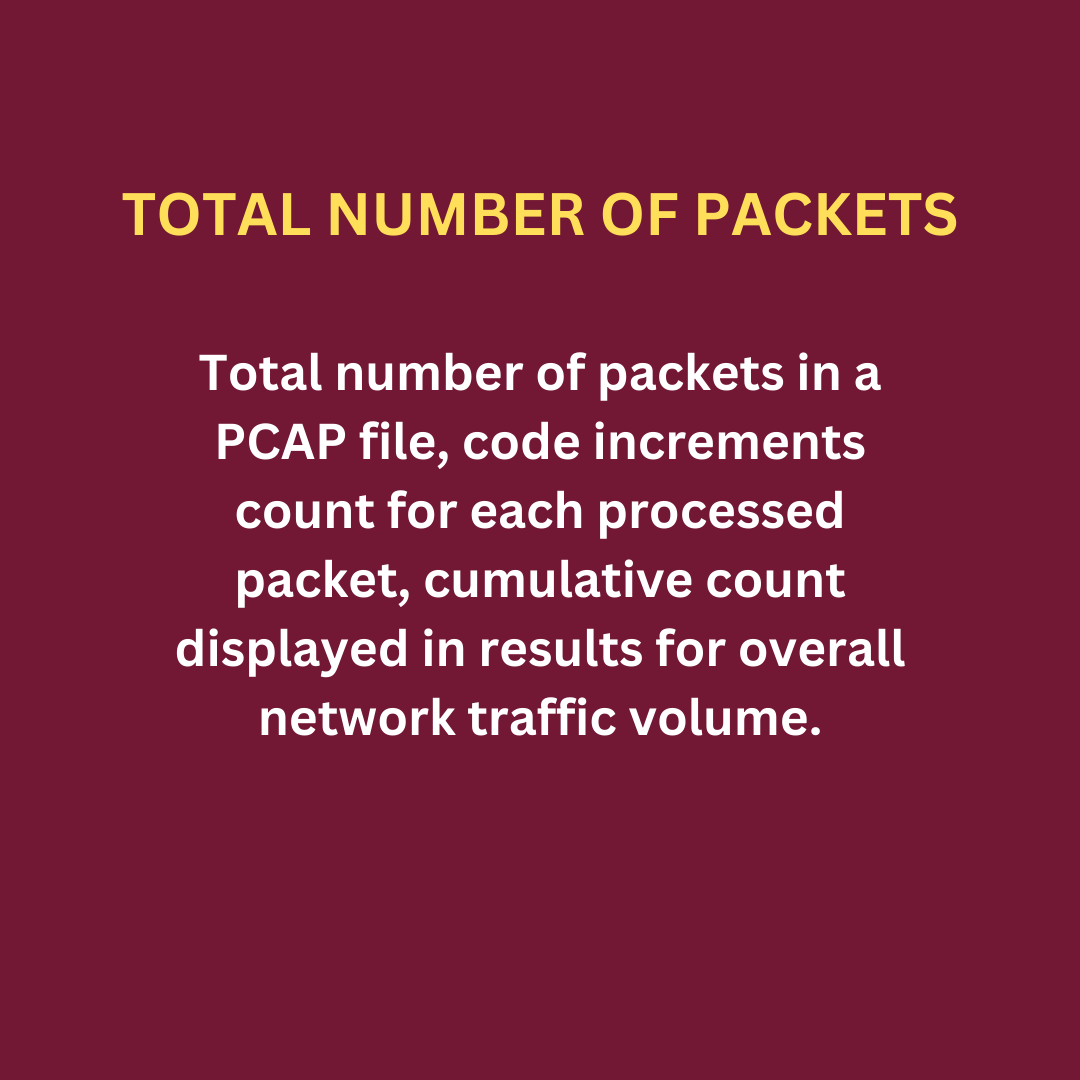 TOTAL NUMBER OF PACKETS
Total number of packets in a
PCAP file, code increments
count for each processed
packet, cumulative count
displayed in results for overall
network traffic volume.